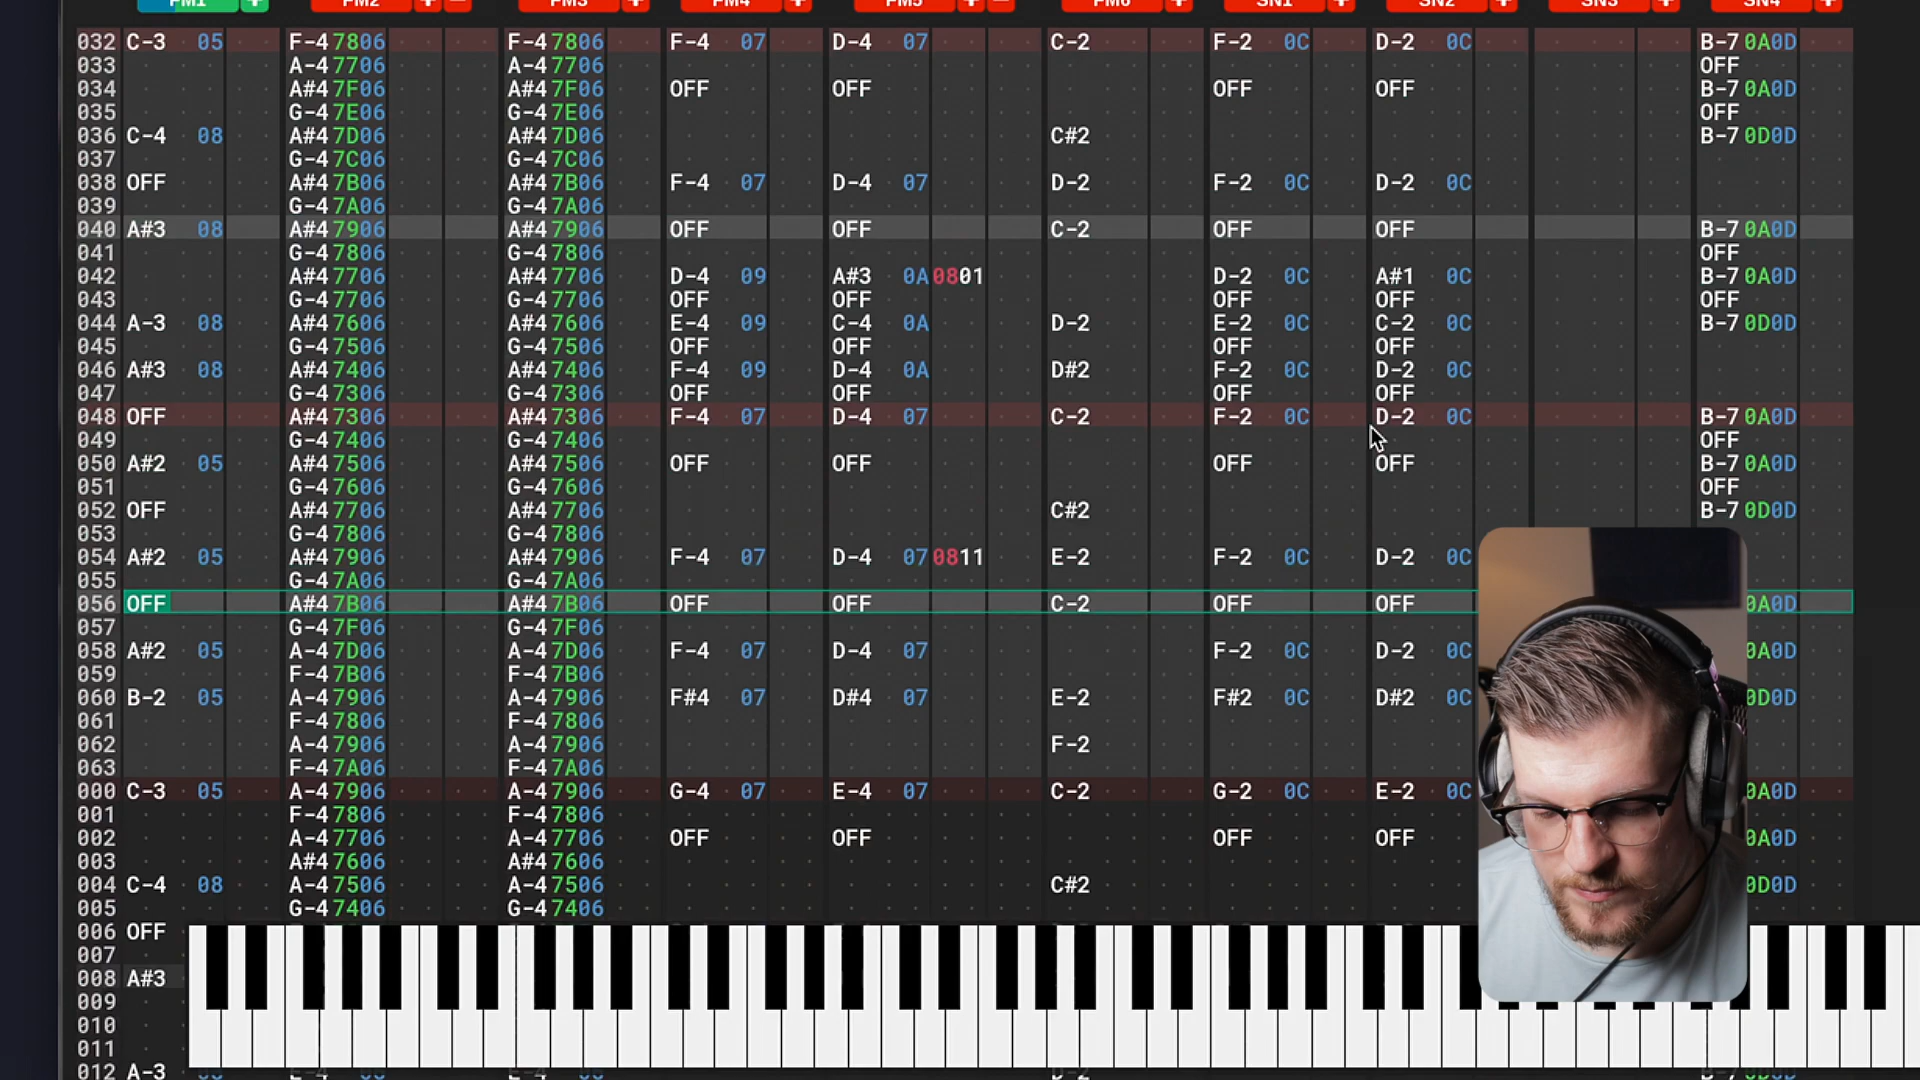 FM1 + FM2 + − FM3 + FM4 + FM5 + − FM6 + SN1 + SN2 + SN3 + SN4 +
032 C-3 05 F-4 7806 F-4 7806 F-4 07 D-4 07 C-2 F-2 0C D-2 0C B-7 0A0D
033 A-4 7706 A-4 7706 OFF
034 A#4 7F06 A#4 7F06 OFF OFF OFF OFF B-7 0A0D
035 G-4 7E06 G-4 7E06 OFF
036 C-4 08 A#4 7D06 A#4 7D06 C#2 B-7 0D0D
037 G-4 7C06 G-4 7C06
038 OFF A#4 7B06 A#4 7B06 F-4 07 D-4 07 D-2 F-2 0C D-2 0C
039 G-4 7A06 G-4 7A06
040 A#3 08 A#4 7906 A#4 7906 OFF OFF C-2 OFF OFF B-7 0A0D
041 G-4 7806 G-4 7806 OFF
042 A#4 7706 A#4 7706 D-4 09 A#3 0A 0801 D-2 0C A#1 0C B-7 0A0D
043 G-4 7706 G-4 7706 OFF OFF OFF OFF OFF
044 A-3 08 A#4 7606 A#4 7606 E-4 09 C-4 0A D-2 E-2 0C C-2 0C B-7 0D0D
045 G-4 7506 G-4 7506 OFF OFF OFF OFF
046 A#3 08 A#4 7406 A#4 7406 F-4 09 D-4 0A D#2 F-2 0C D-2 0C
047 G-4 7306 G-4 7306 OFF OFF OFF OFF
048 OFF A#4 7306 A#4 7306 F-4 07 D-4 07 C-2 F-2 0C D-2 0C B-7 0A0D
049 G-4 7406 G-4 7406 OFF
050 A#2 05 A#4 7506 A#4 7506 OFF OFF OFF OFF B-7 0A0D
051 G-4 7606 G-4 7606 OFF
052 OFF A#4 7706 A#4 7706 C#2 B-7 0D0D
053 G-4 7806 G-4 7806
054 A#2 05 A#4 7906 A#4 7906 F-4 07 D-4 07 0811 E-2 F-2 0C D-2 0C
055 G-4 7A06 G-4 7A06
056 OFF A#4 7B06 A#4 7B06 OFF OFF C-2 OFF OFF 0A0D
057 G-4 7F06 G-4 7F06
058 A#2 05 A-4 7D06 A-4 7D06 F-4 07 D-4 07 F-2 0C D-2 0C 0A0D
059 F-4 7B06 F-4 7B06
060 B-2 05 A-4 7906 A-4 7906 F#4 07 D#4 07 E-2 F#2 0C D#2 0C 0D0D
061 F-4 7806 F-4 7806
062 A-4 7906 A-4 7906 F-2
063 F-4 7A06 F-4 7A06
000 C-3 05 A-4 7906 A-4 7906 G-4 07 E-4 07 C-2 G-2 0C E-2 0C 0A0D
001 F-4 7806 F-4 7806
002 A-4 7706 A-4 7706 OFF OFF OFF OFF 0A0D
003 A#4 7606 A#4 7606
004 C-4 08 A-4 7506 A-4 7506 C#2 0D0D
005 G-4 7406 G-4 7406
006 OFF
007
008 A#3
009
010
011
012 A-3